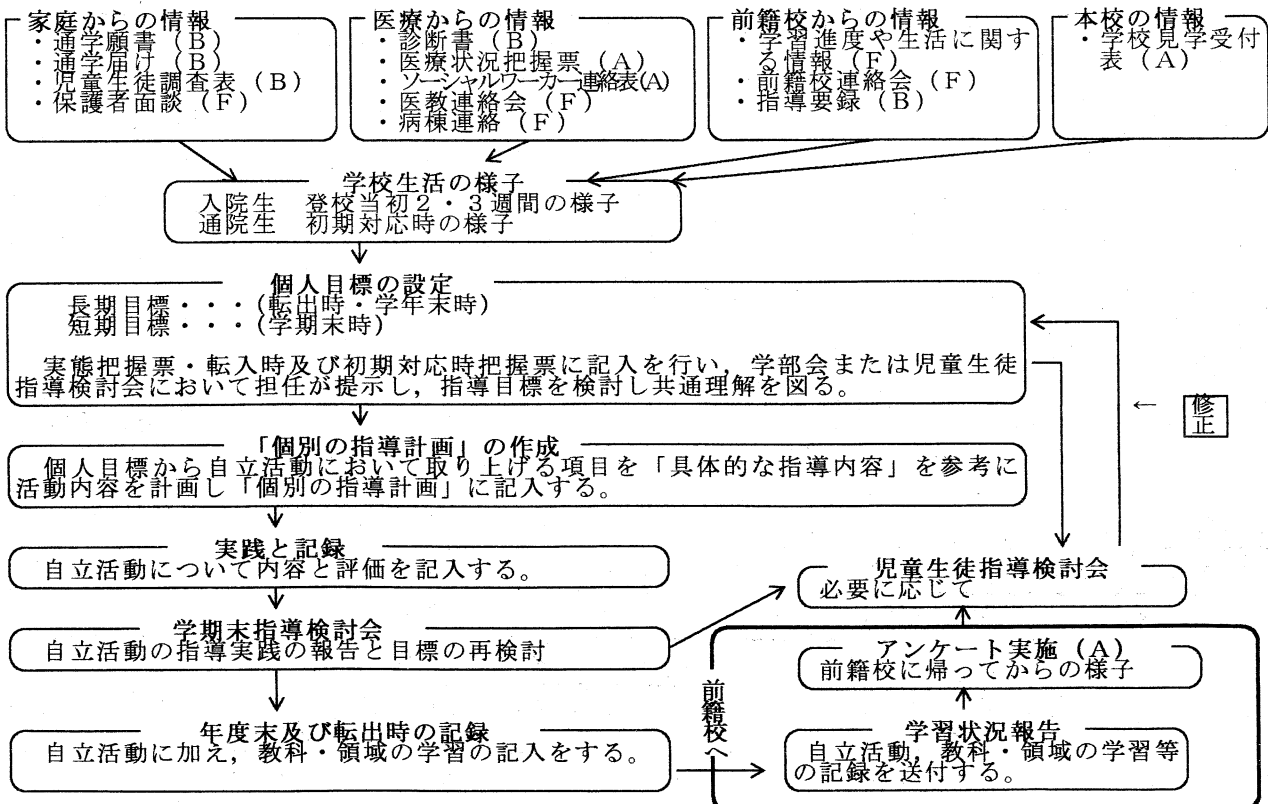 家庭からの情報
・通学願書（B）
・通学届け（B）
・児童生徒調査表（B）
・保護者面談（F）
医療からの情報
・診断書（B）
・医療状況把握票（A）
・ソーシャルワーカー連絡表(A)
・医教連絡会（F）
・病棟連絡（F）
前籍校からの情報
・学習進度や生活に関す
る情報（F）
・前籍校連絡会（F）
・指導要録（B）
本校の情報
・学校見学受付
表（A）
学校生活の様子
入院生　登校当初２・３週間の様子
通院生　初期対応時の様子
個人目標の設定
長期目標・・・(転出時・学年末時)
短期目標・・・(学期末時)
実態把握票・転入時及び初期対応時把握票に記入を行い，学部会または児童生徒
指導検討会において担任が提示し，指導目標を検討し共通理解を図る。
← 修正
「個別の指導計画」の作成
個人目標から自立活動において取り上げる項目を「具体的な指導内容」を参考に
活動内容を計画し「個別の指導計画」に記入する。
実践と記録
自立活動について内容と評価を記入する。
児童生徒指導検討会
必要に応じて
学期末指導検討会
自立活動の指導実践の報告と目標の再検討
アンケート実施（A）
前籍校に帰ってからの様子
前籍校へ
年度末及び転出時の記録
自立活動に加え，教科・領域の学習の記入をする。
学習状況報告
自立活動，教科・領域の学習等
の記録を送付する。